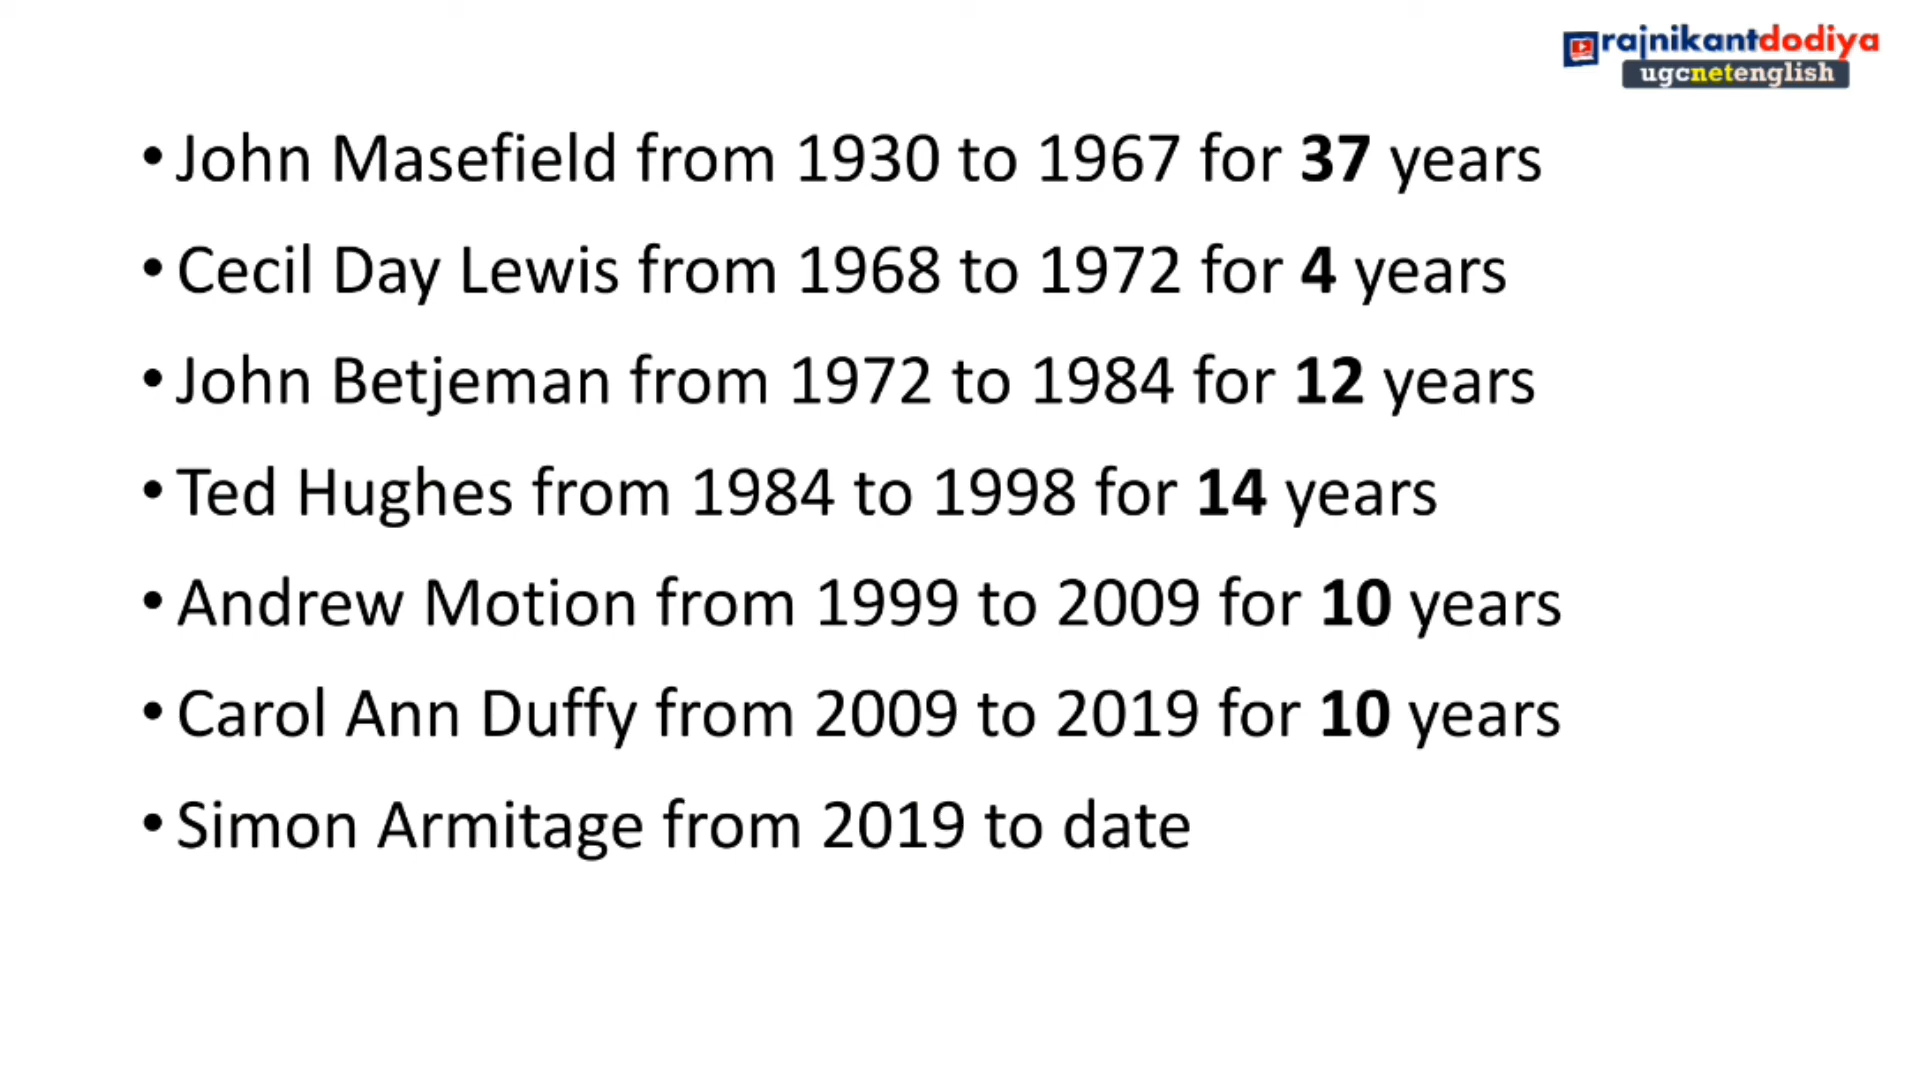 rajnikantdodiya
ugcnetenglish
• John Masefield from 1930 to 1967 for 37 years
• Cecil Day Lewis from 1968 to 1972 for 4 years
• John Betjeman from 1972 to 1984 for 12 years
• Ted Hughes from 1984 to 1998 for 14 years
• Andrew Motion from 1999 to 2009 for 10 years
• Carol Ann Duffy from 2009 to 2019 for 10 years
• Simon Armitage from 2019 to date